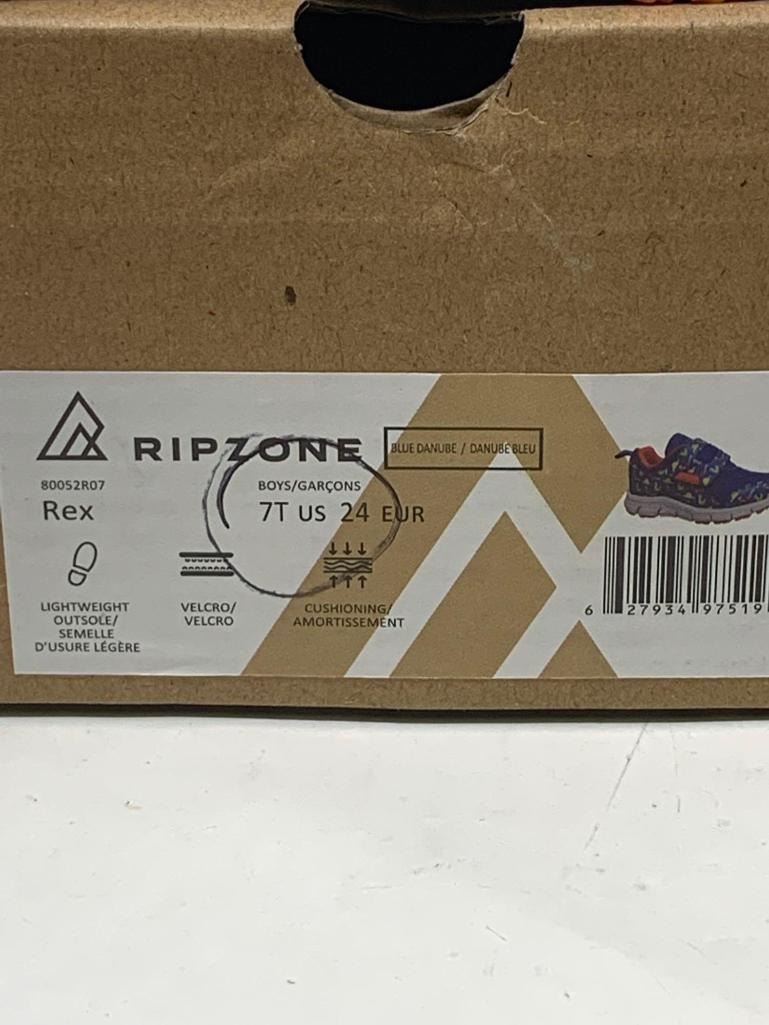 RIPZONE
BLUE DANUBE / DANUBE BLEU
80052R07
Rex
BOYS/GARÇONS
7T US 24 EUR
LIGHTWEIGHT
OUTSOLE/
SEMELLE
D'USURE LÉGÈRE
VELCRO/
VELCRO
CUSHIONING/
AMORTISSEMENT
6 27934 97519